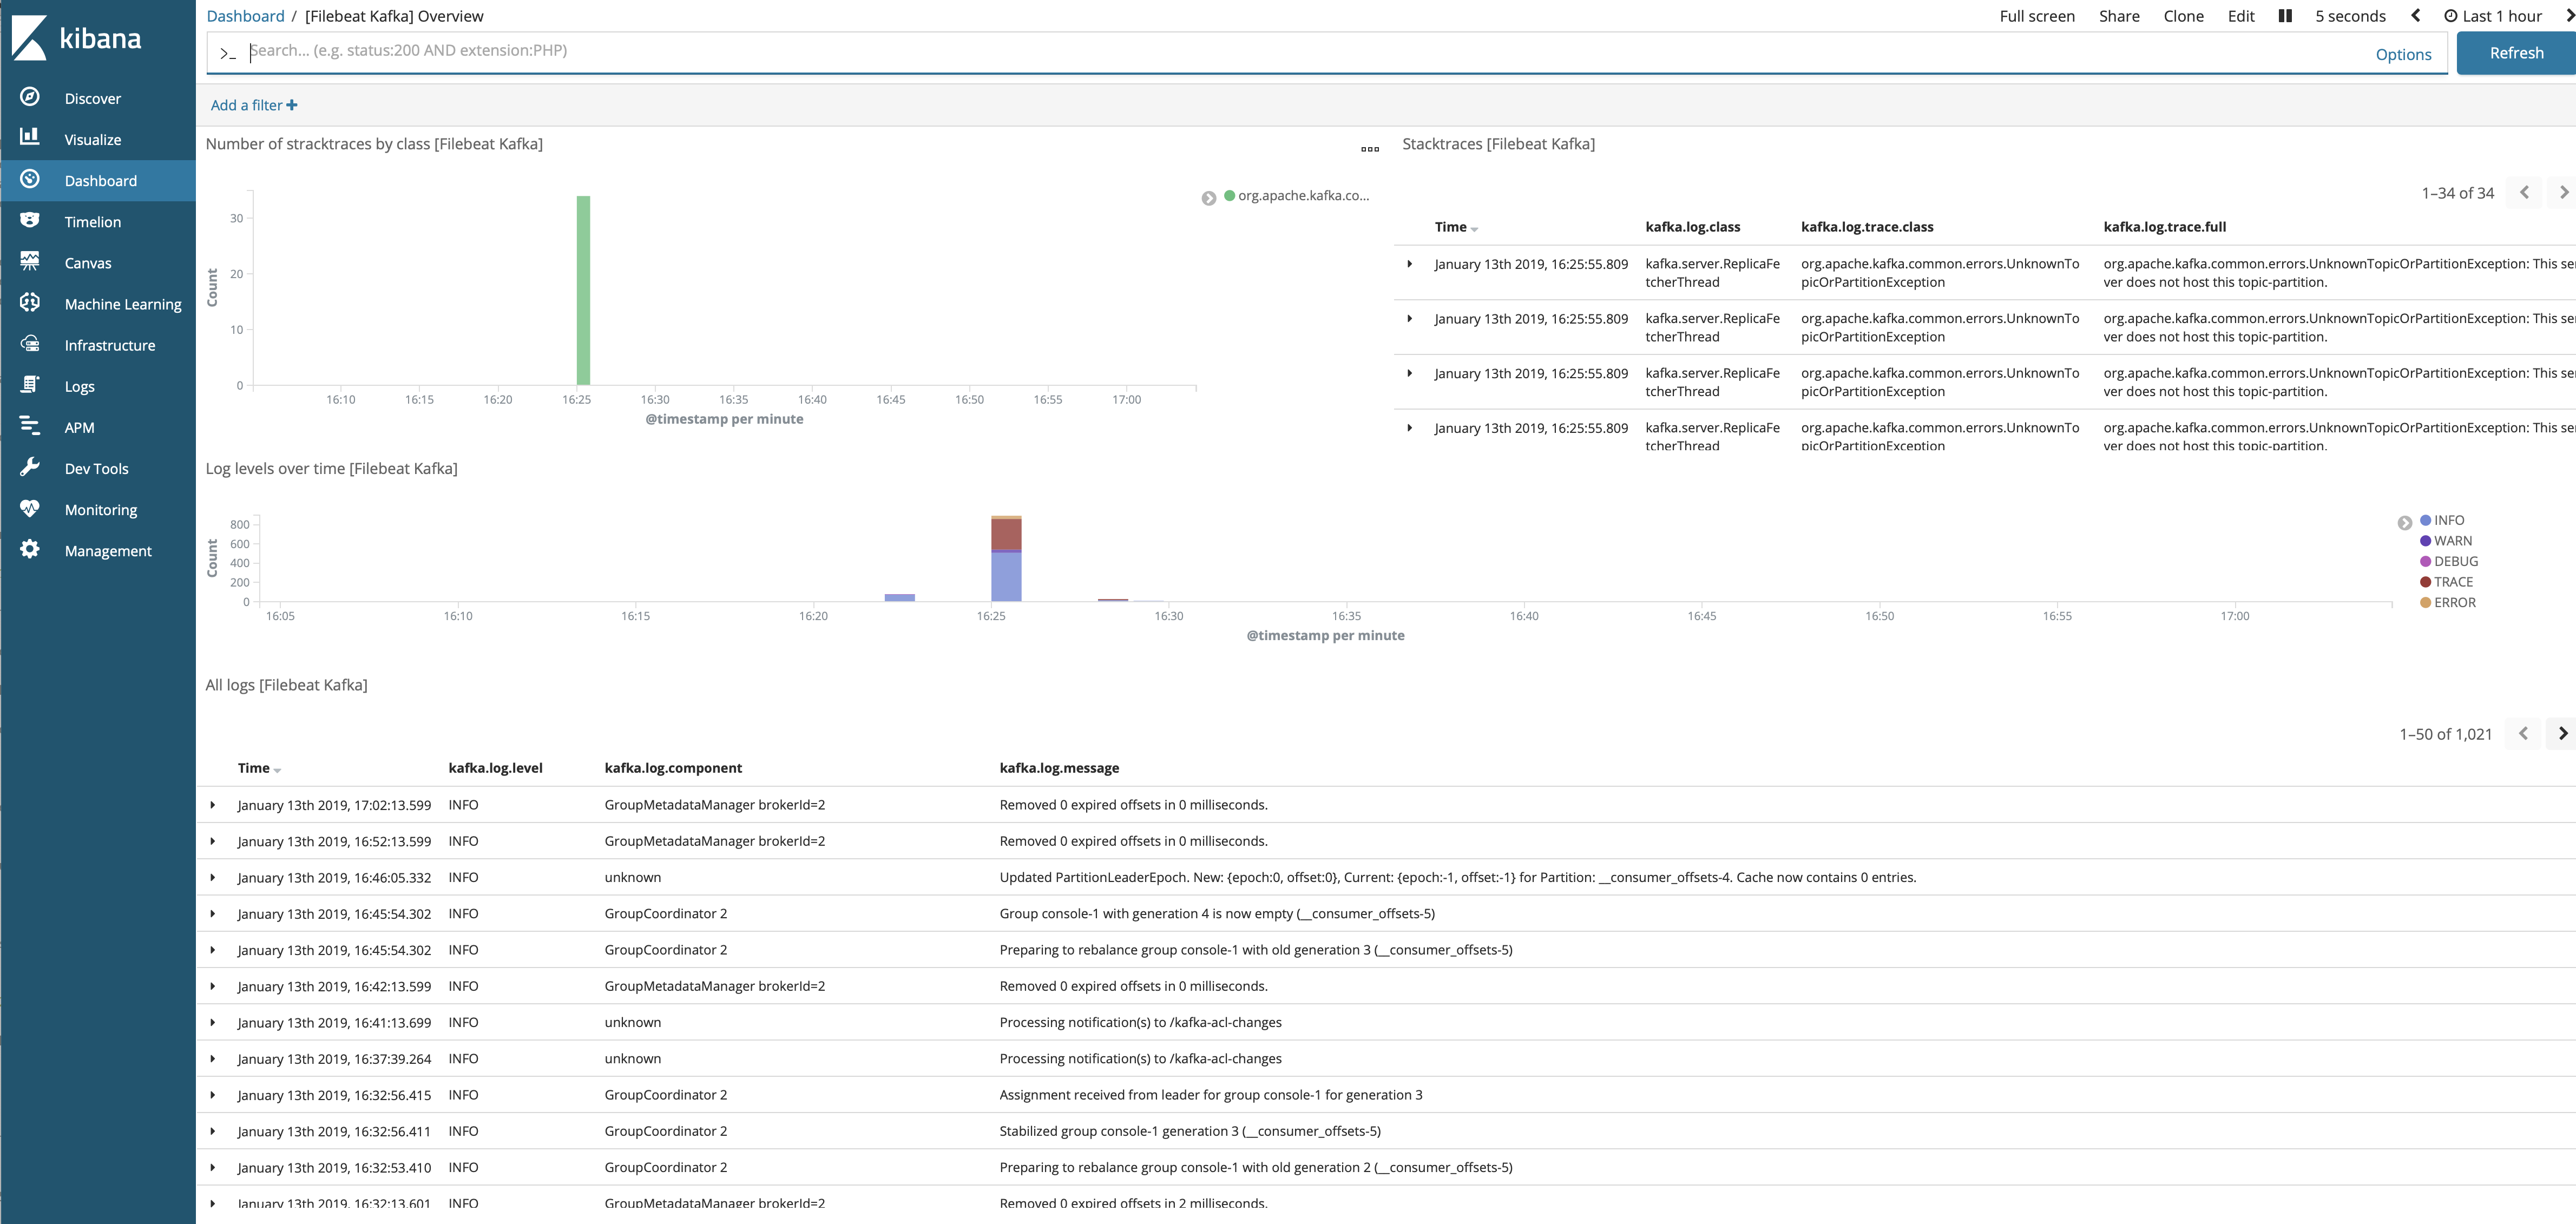 kibana
Discover
Visualize
Dashboard
Timelion
Canvas
Machine Learning
Infrastructure
Logs
APM
Dev Tools
Monitoring
Management
Dashboard / [Filebeat Kafka] Overview
Full screen Share Clone Edit 5 seconds Last 1 hour
>_ Search... (e.g. status:200 AND extension:PHP) Options Refresh
Add a filter +
Number of stracktraces by class [Filebeat Kafka]
org.apache.kafka.co...
30
20
10
0
Count
16:10 16:15 16:20 16:25 16:30 16:35 16:40 16:45 16:50 16:55 17:00
@timestamp per minute
Stacktraces [Filebeat Kafka]
1–34 of 34
Time kafka.log.class kafka.log.trace.class kafka.log.trace.full
January 13th 2019, 16:25:55.809 kafka.server.ReplicaFe org.apache.kafka.common.errors.UnknownTo org.apache.kafka.common.errors.UnknownTopicOrPartitionException: This ser
tcherThread picOrPartitionException ver does not host this topic-partition.
January 13th 2019, 16:25:55.809 kafka.server.ReplicaFe org.apache.kafka.common.errors.UnknownTo org.apache.kafka.common.errors.UnknownTopicOrPartitionException: This ser
tcherThread picOrPartitionException ver does not host this topic-partition.
January 13th 2019, 16:25:55.809 kafka.server.ReplicaFe org.apache.kafka.common.errors.UnknownTo org.apache.kafka.common.errors.UnknownTopicOrPartitionException: This ser
tcherThread picOrPartitionException ver does not host this topic-partition.
January 13th 2019, 16:25:55.809 kafka.server.ReplicaFe org.apache.kafka.common.errors.UnknownTo org.apache.kafka.common.errors.UnknownTopicOrPartitionException: This ser
tcherThread picOrPartitionException ver does not host this topic-partition.
Log levels over time [Filebeat Kafka]
800
600
400
200
0
Count
16:05 16:10 16:15 16:20 16:25 16:30 16:35 16:40 16:45 16:50 16:55 17:00
@timestamp per minute
INFO
WARN
DEBUG
TRACE
ERROR
All logs [Filebeat Kafka]
1–50 of 1,021
Time kafka.log.level kafka.log.component kafka.log.message
January 13th 2019, 17:02:13.599 INFO GroupMetadataManager brokerId=2 Removed 0 expired offsets in 0 milliseconds.
January 13th 2019, 16:52:13.599 INFO GroupMetadataManager brokerId=2 Removed 0 expired offsets in 0 milliseconds.
January 13th 2019, 16:46:05.332 INFO unknown Updated PartitionLeaderEpoch. New: {epoch:0, offset:0}, Current: {epoch:-1, offset:-1} for Partition: __consumer_offsets-4. Cache now contains 0 entries.
January 13th 2019, 16:45:54.302 INFO GroupCoordinator 2 Group console-1 with generation 4 is now empty (__consumer_offsets-5)
January 13th 2019, 16:45:54.302 INFO GroupCoordinator 2 Preparing to rebalance group console-1 with old generation 3 (__consumer_offsets-5)
January 13th 2019, 16:42:13.599 INFO GroupMetadataManager brokerId=2 Removed 0 expired offsets in 0 milliseconds.
January 13th 2019, 16:41:13.699 INFO unknown Processing notification(s) to /kafka-acl-changes
January 13th 2019, 16:37:39.264 INFO unknown Processing notification(s) to /kafka-acl-changes
January 13th 2019, 16:32:56.415 INFO GroupCoordinator 2 Assignment received from leader for group console-1 for generation 3
January 13th 2019, 16:32:56.411 INFO GroupCoordinator 2 Stabilized group console-1 generation 3 (__consumer_offsets-5)
January 13th 2019, 16:32:53.410 INFO GroupCoordinator 2 Preparing to rebalance group console-1 with old generation 2 (__consumer_offsets-5)
January 13th 2019, 16:32:13.601 INFO GroupMetadataManager brokerId=2 Removed 0 expired offsets in 2 milliseconds.